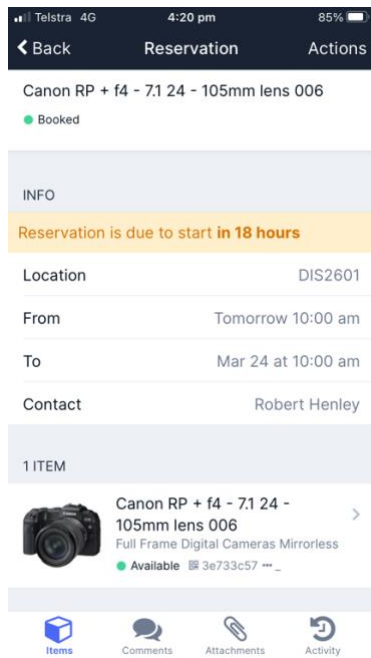 Telstra 4G 4:20 pm 85%
Back Reservation Actions
Canon RP + f4 - 7.1 24 - 105mm lens 006
Booked
INFO
Reservation is due to start in 18 hours
Location DIS2601
From Tomorrow 10:00 am
To Mar 24 at 10:00 am
Contact Robert Henley
1 ITEM
Canon RP + f4 - 7.1 24 -
105mm lens 006
Full Frame Digital Cameras Mirrorless
Available 3e733c57 ··· _
Items Comments Attachments Activity